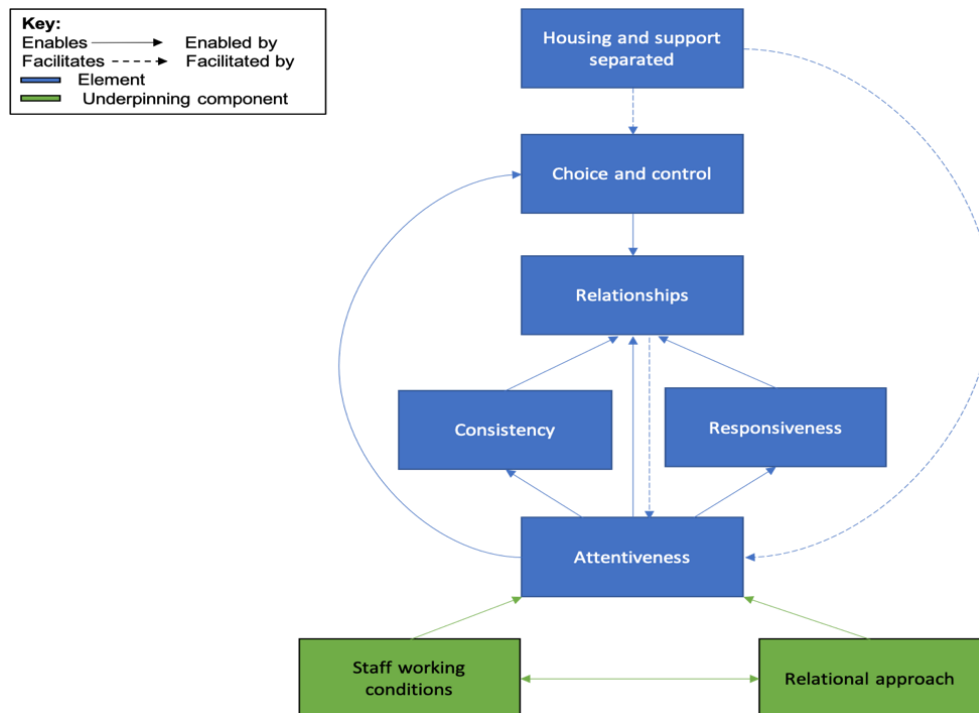 Key:
Enables Enabled by
Facilitates Facilitated by
Element
Underpinning component
Housing and support
separated
Choice and control
Relationships
Consistency
Responsiveness
Attentiveness
Staff working
conditions
Relational approach